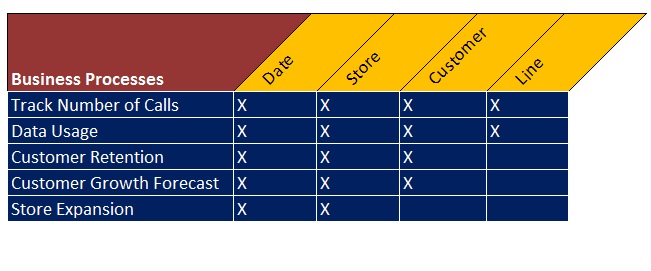 Business Processes Date Store Customer Line
Track Number of Calls X X X X
Data Usage X X X X
Customer Retention X X X
Customer Growth Forecast X X X
Store Expansion X X